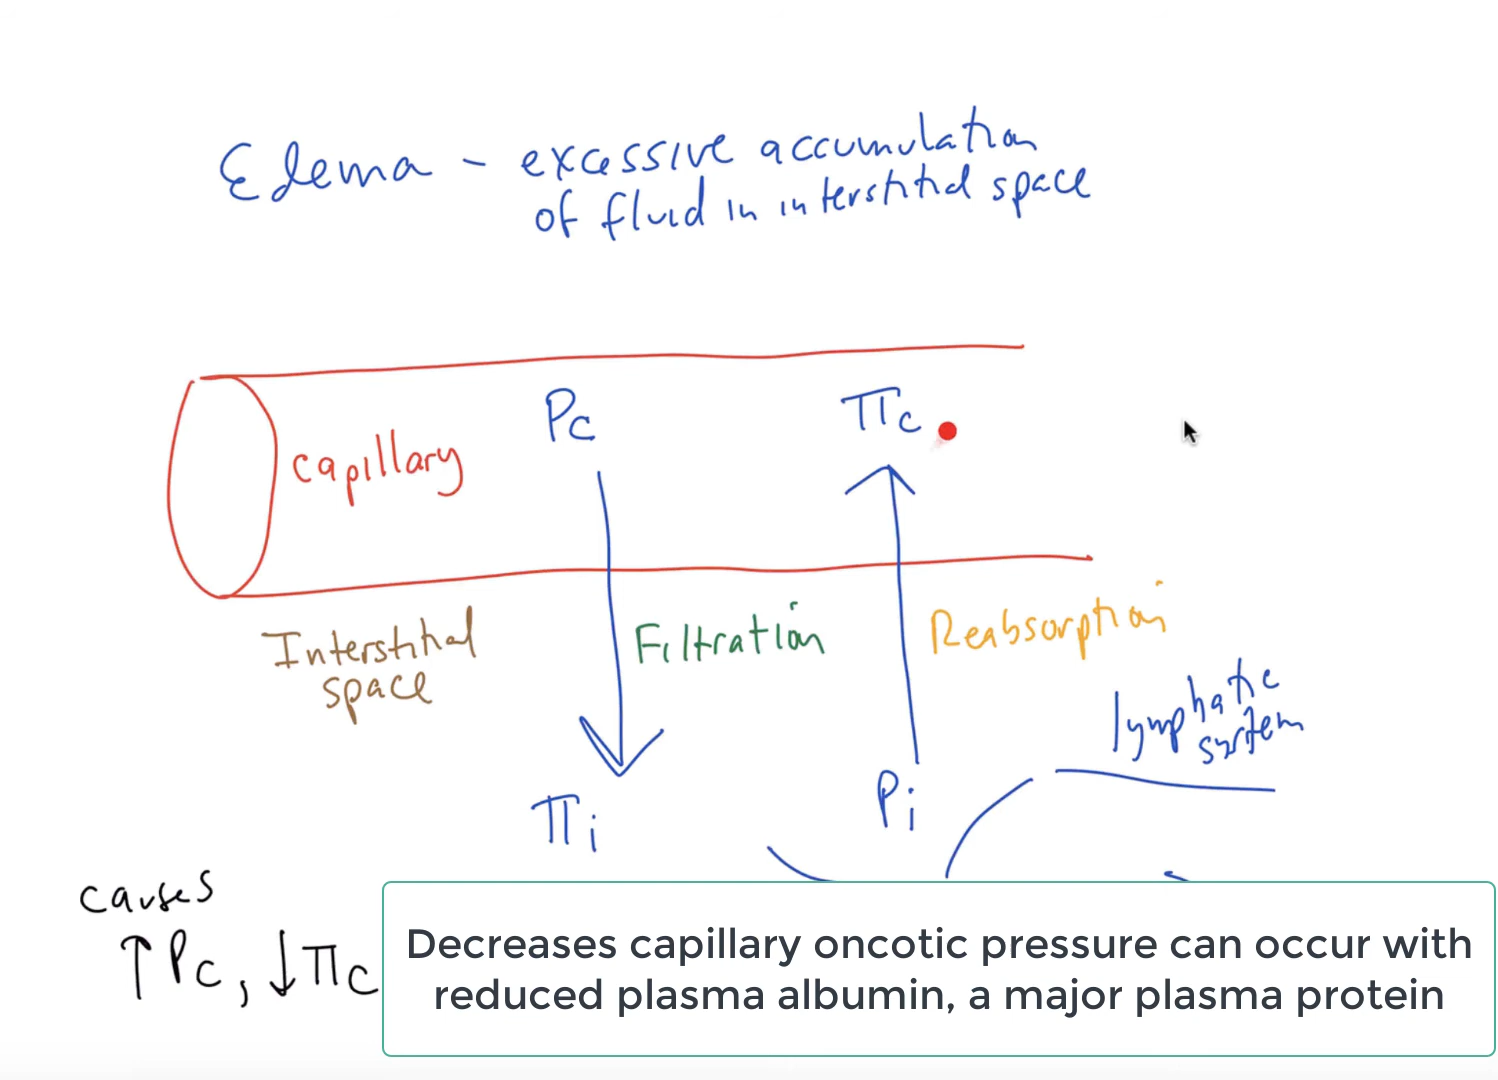 Edema - excessive accumulation
of fluid in interstitial space
Pc
πc
capillary
Interstitial
space
Filtration
Reabsorption
lymphatic
system
πi
Pi
causes
↑Pc, ↓πc
Decreases capillary oncotic pressure can occur with
reduced plasma albumin, a major plasma protein